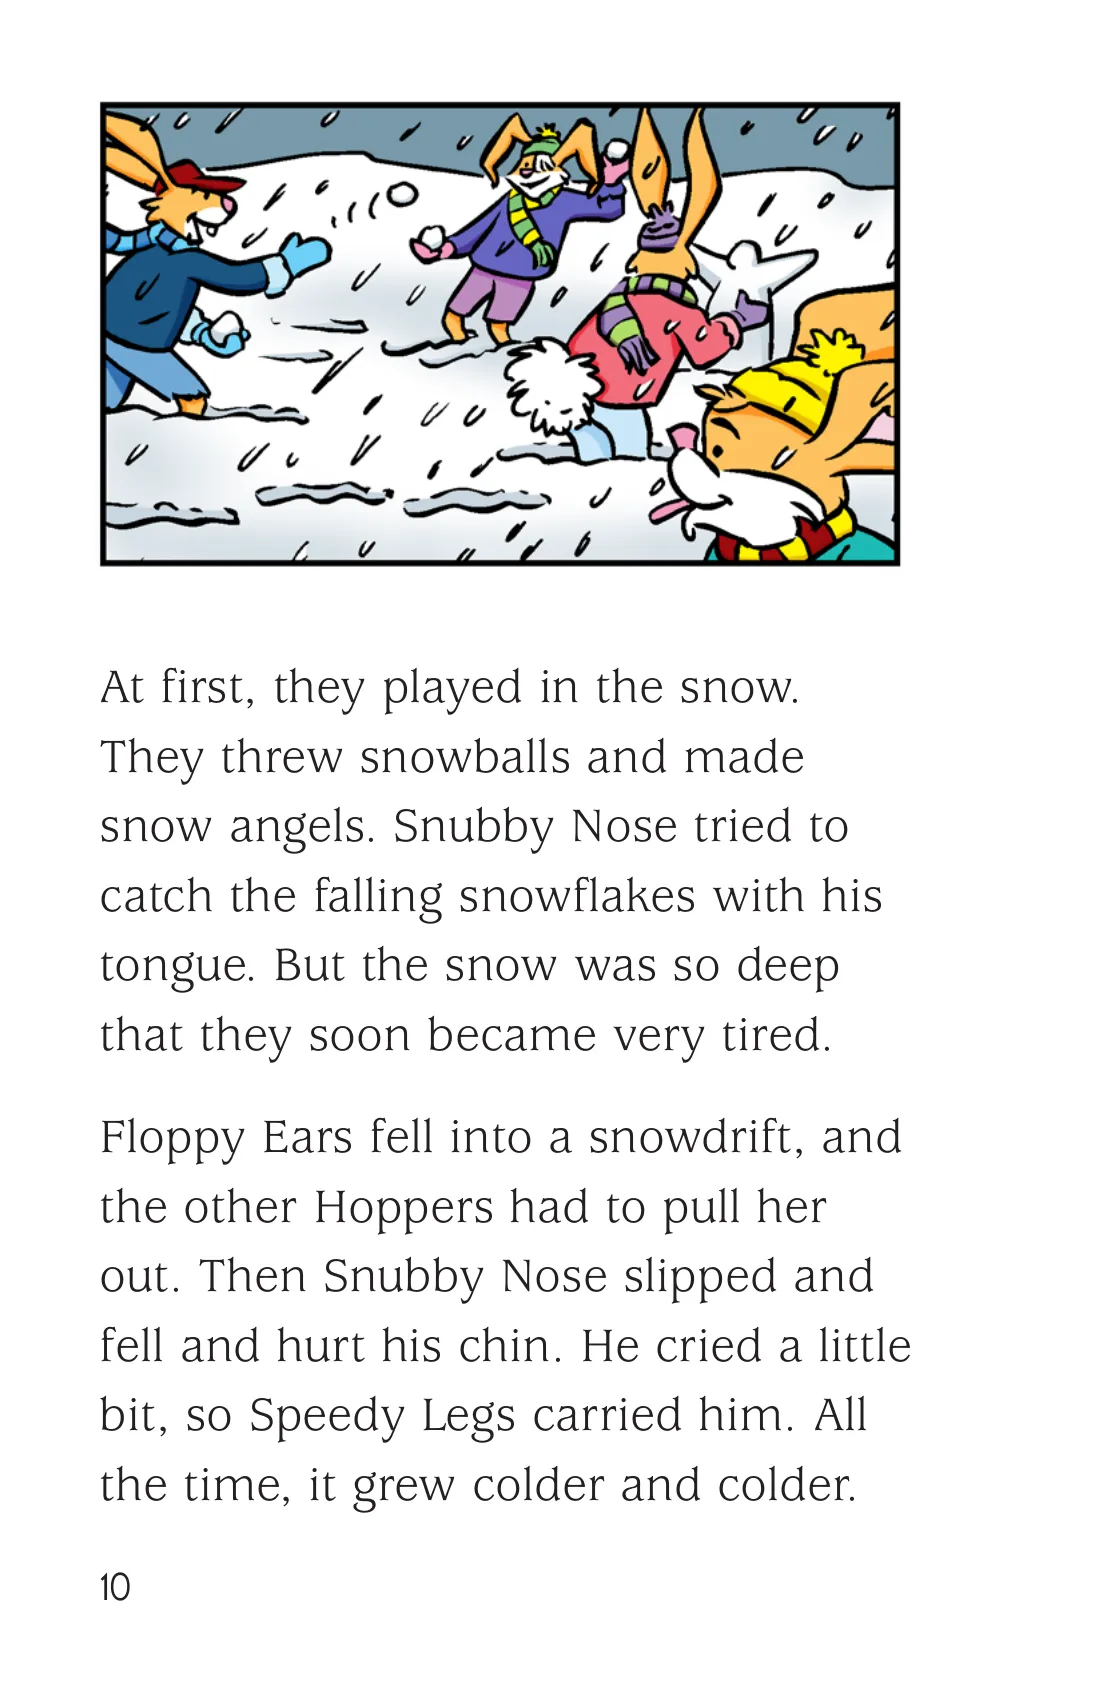 At first, they played in the snow.
They threw snowballs and made
snow angels. Snubby Nose tried to
catch the falling snowflakes with his
tongue. But the snow was so deep
that they soon became very tired.
Floppy Ears fell into a snowdrift, and
the other Hoppers had to pull her
out. Then Snubby Nose slipped and
fell and hurt his chin. He cried a little
bit, so Speedy Legs carried him. All
the time, it grew colder and colder.
10